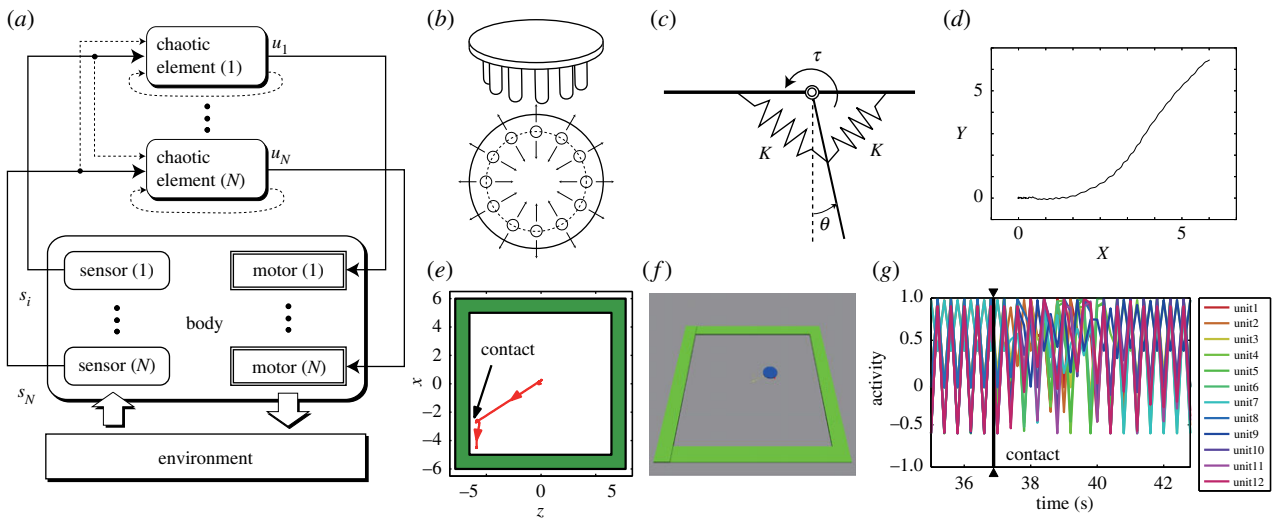 (a)
chaotic
element (1)
u1
chaotic
element (N)
uN
sensor (1)
motor (1)
si
body
sensor (N)
motor (N)
sN
environment
(b)
(c)
τ
K
K
θ
(d)
6
4
Y
2
0
0
5
X
(e)
6
4
contact
2
x
0
−2
−4
−6
−5
0
5
z
(f)
(g)
1.0
0.5
activity
0
−0.5
−1.0
contact
36
38
40
42
time (s)
unit1
unit2
unit3
unit4
unit5
unit6
unit7
unit8
unit9
unit10
unit11
unit12